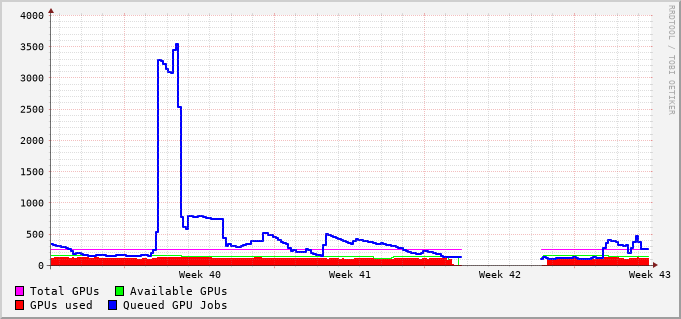 4000
3500
3000
2500
2000
1500
1000
500
0
Week 40 Week 41 Week 42 Week 43
Total GPUs Available GPUs
GPUs used Queued GPU Jobs
RRDTOOL / TOBI OETIKER